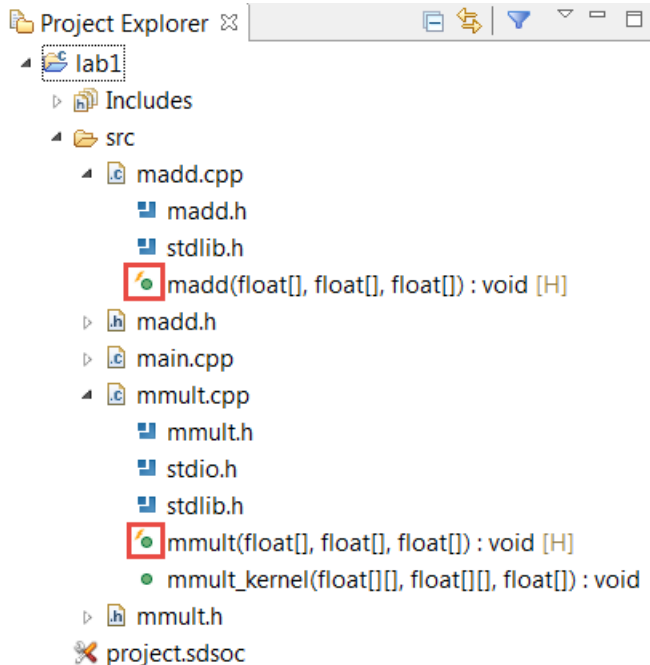 Project Explorer
lab1
Includes
src
madd.cpp
madd.h
stdlib.h
madd(float[], float[], float[]) : void [H]
madd.h
main.cpp
mmult.cpp
mmult.h
stdio.h
stdlib.h
mmult(float[], float[], float[]) : void [H]
mmult_kernel(float[][], float[][], float[]) : void
mmult.h
project.sdsoc